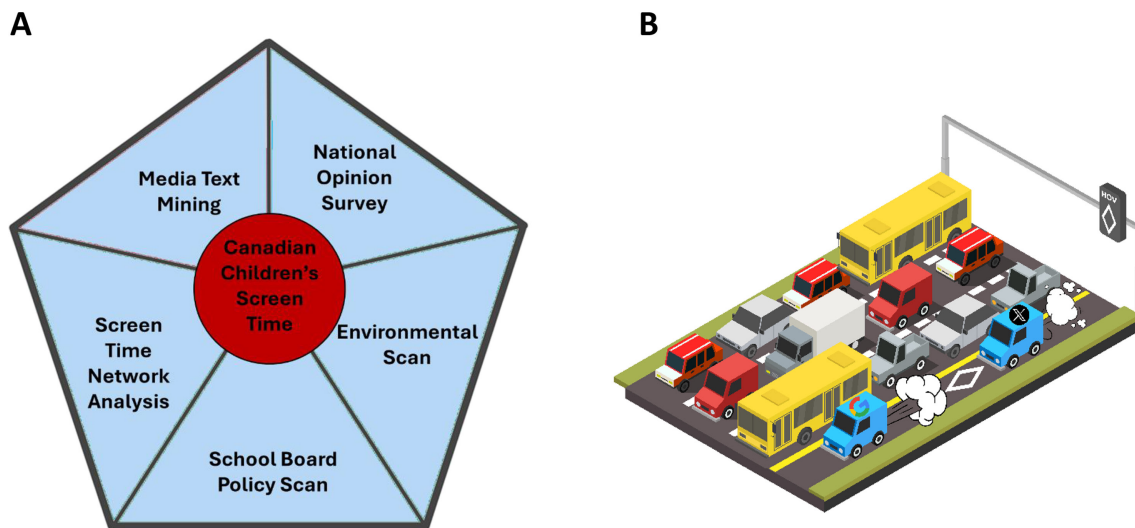 A
B
Media Text
Mining
National
Opinion
Survey
Canadian
Children's
Screen
Time
Screen
Time
Network
Analysis
Environmental
Scan
School Board
Policy Scan
HOV
X
G